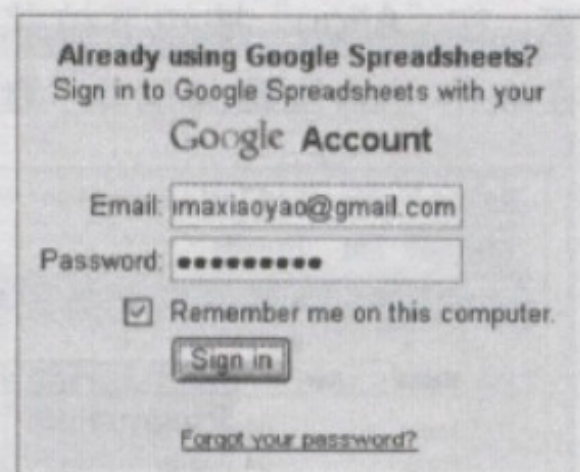 Already using Google Spreadsheets?
Sign in to Google Spreadsheets with your
Google Account
Email: imaxiaoyao@gmail.com
Password: •••••••••
Remember me on this computer.
Sign in
Forgot your password?